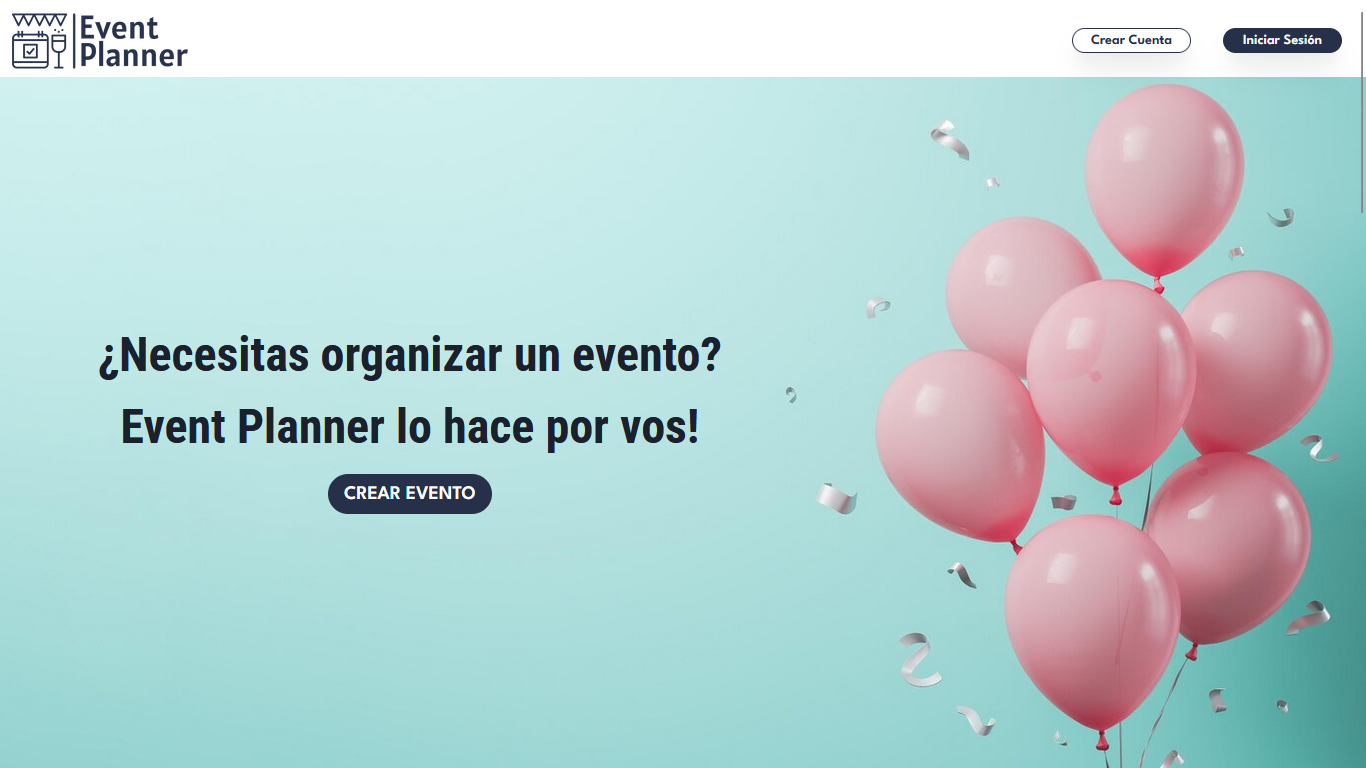 Event
Planner
Crear Cuenta
Iniciar Sesión
¿Necesitas organizar un evento?
Event Planner lo hace por vos!
CREAR EVENTO